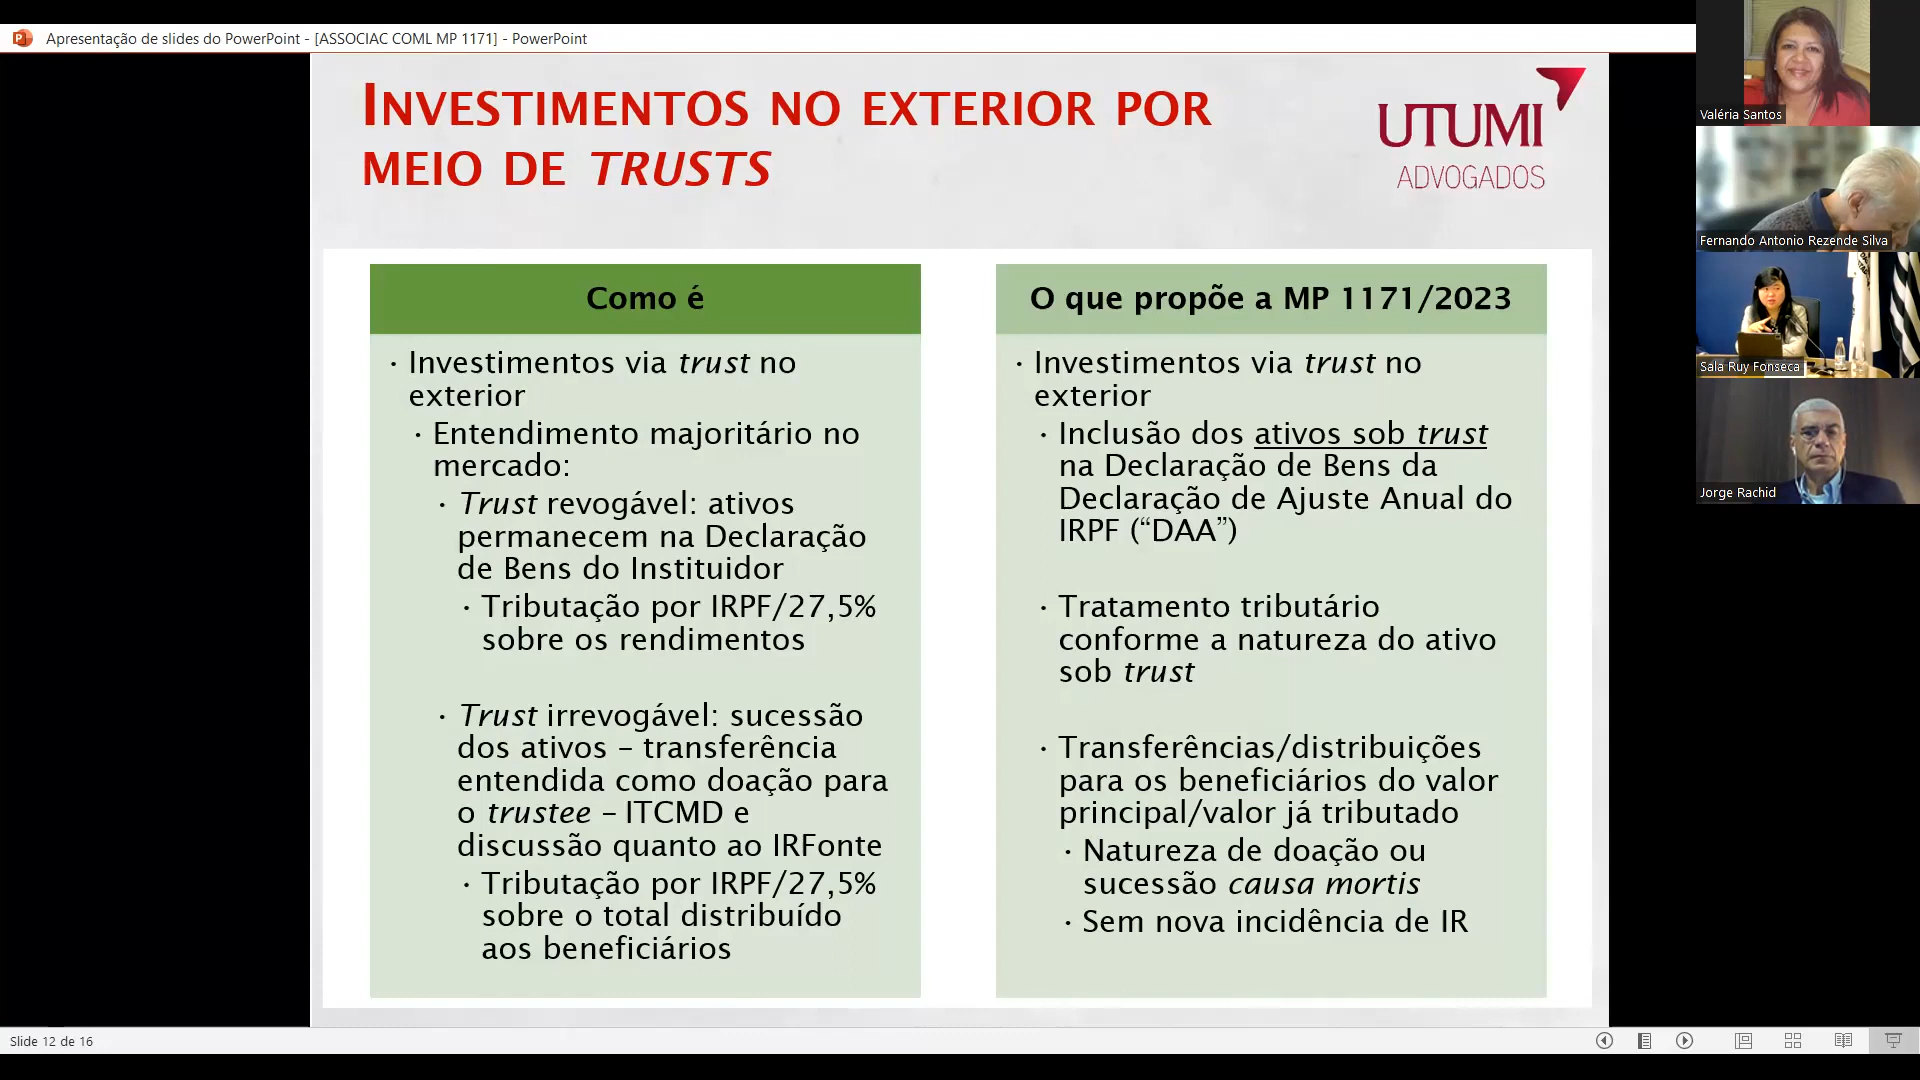 Apresentação de slides do PowerPoint - [ASSOCIAC COML MP 1171] - PowerPoint
INVESTIMENTOS NO EXTERIOR POR
MEIO DE TRUSTS
UTUMI
ADVOGADOS
Como é
· Investimentos via trust no
exterior
· Entendimento majoritário no
mercado:
· Trust revogável: ativos
permanecem na Declaração
de Bens do Instituidor
· Tributação por IRPF/27,5%
sobre os rendimentos
· Trust irrevogável: sucessão
dos ativos – transferência
entendida como doação para
o trustee – ITCMD e
discussão quanto ao IRFonte
· Tributação por IRPF/27,5%
sobre o total distribuído
aos beneficiários
O que propõe a MP 1171/2023
· Investimentos via trust no
exterior
· Inclusão dos ativos sob trust
na Declaração de Bens da
Declaração de Ajuste Anual do
IRPF (“DAA”)
· Tratamento tributário
conforme a natureza do ativo
sob trust
· Transferências/distribuições
para os beneficiários do valor
principal/valor já tributado
· Natureza de doação ou
sucessão causa mortis
· Sem nova incidência de IR
Valéria Santos
Fernando Antonio Rezende Silva
Sala Ruy Fonseca
Jorge Rachid
Slide 12 de 16